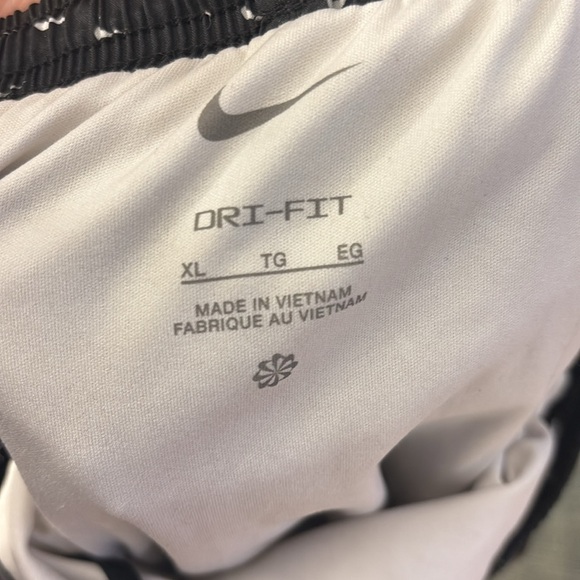 DRI-FIT
XL TG EG
MADE IN VIETNAM
FABRIQUE AU VIETNAM